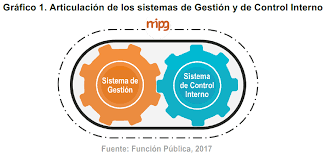 Gráfico 1. Articulación de los sistemas de Gestión y de Control Interno
mipg
Sistema de
Gestión
Sistema
de Control
Interno
Fuente: Función Pública, 2017